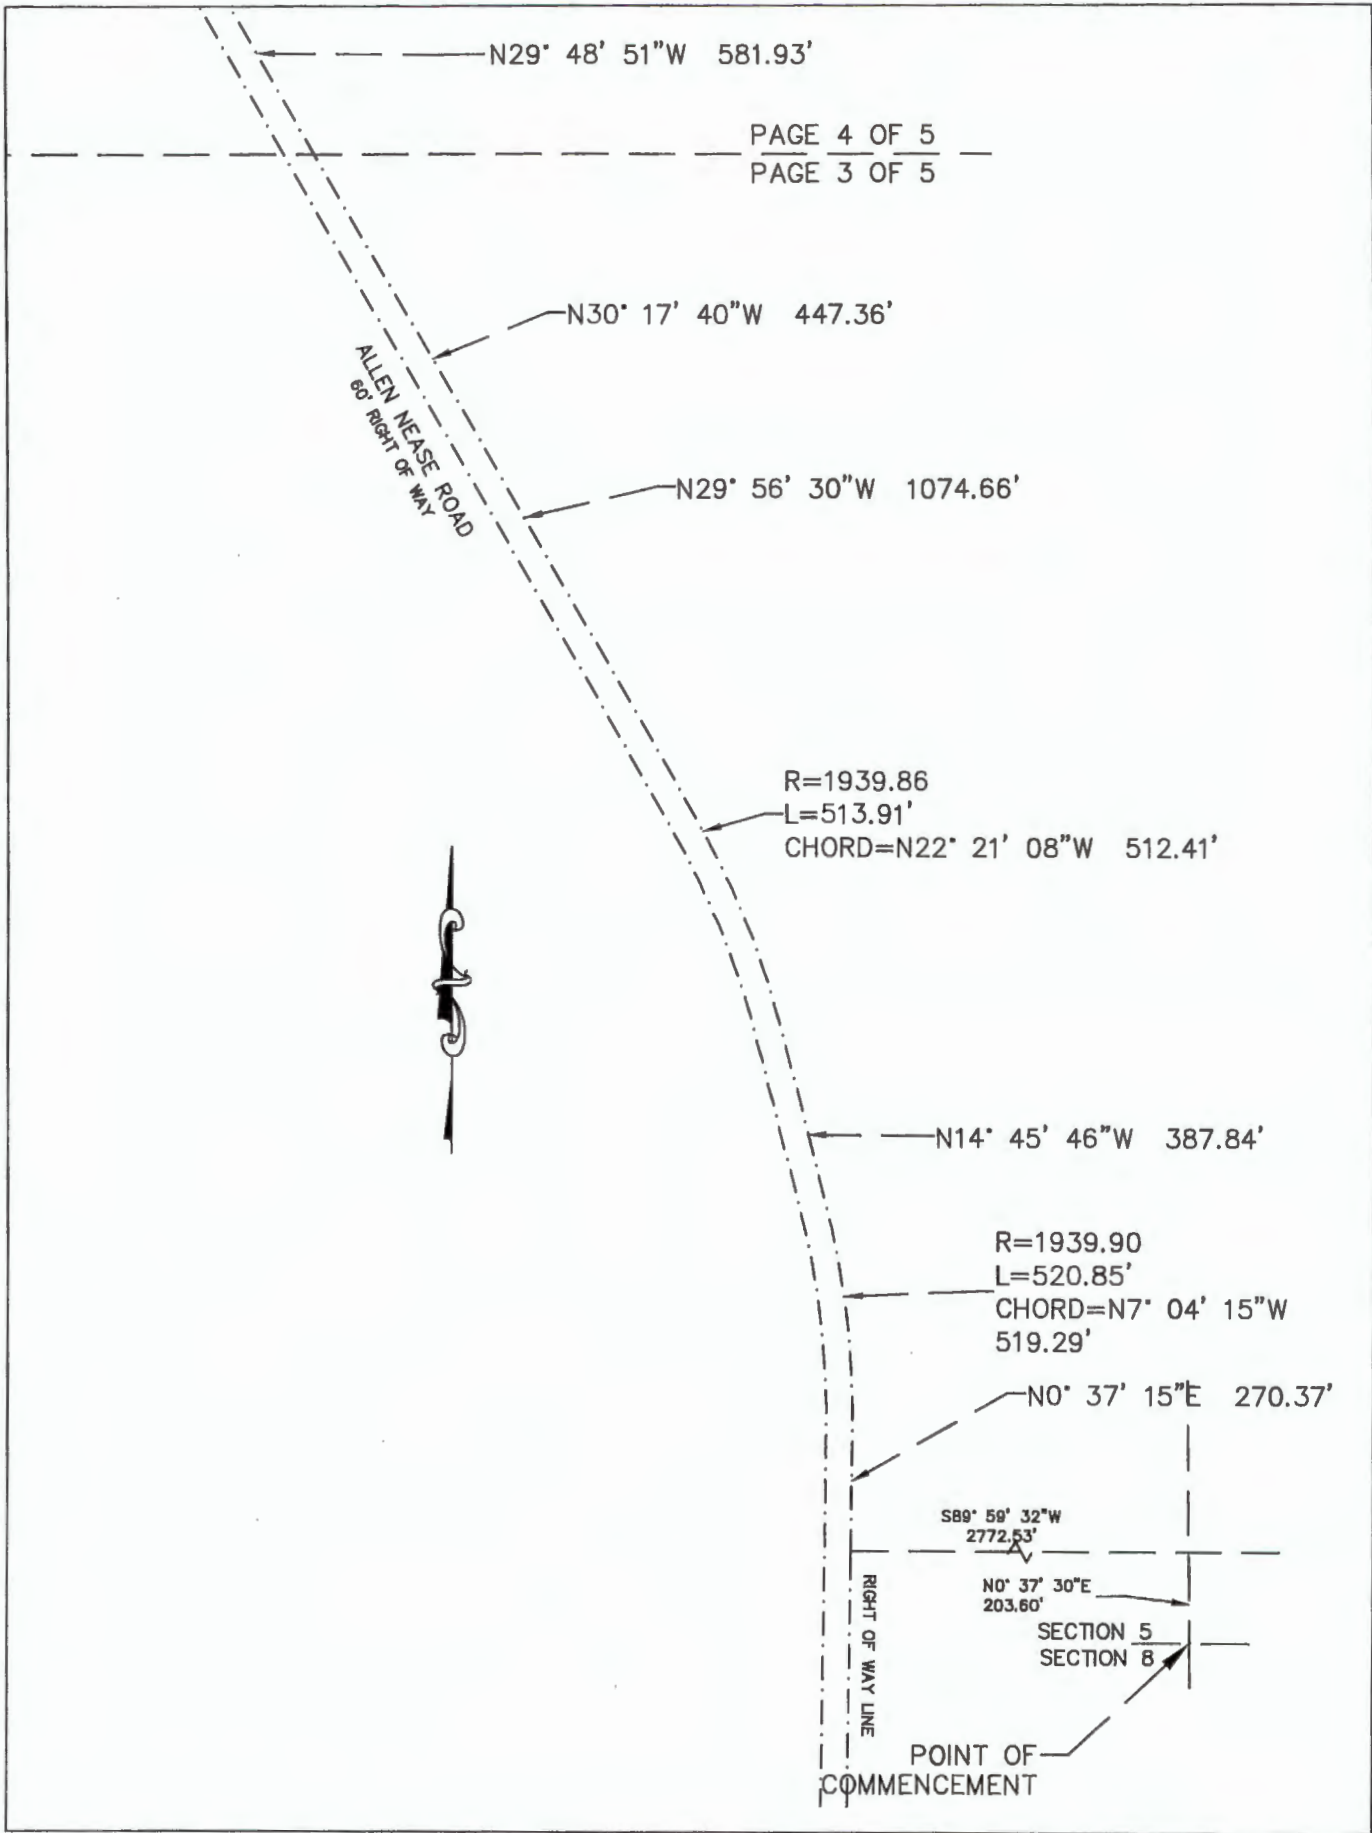 N29° 48' 51"W 581.93'
PAGE 4 OF 5
PAGE 3 OF 5
N30° 17' 40"W 447.36'
ALLEN NEASE ROAD
60' RIGHT OF WAY
N29° 56' 30"W 1074.66'
R=1939.86
L=513.91'
CHORD=N22° 21' 08"W 512.41'
N14° 45' 46"W 387.84'
R=1939.90
L=520.85'
CHORD=N7° 04' 15"W
519.29'
N0° 37' 15"E 270.37'
S89° 59' 32"W
2772.53'
N0° 37' 30"E
203.60'
SECTION 5
SECTION 8
RIGHT OF WAY LINE
POINT OF
COMMENCEMENT